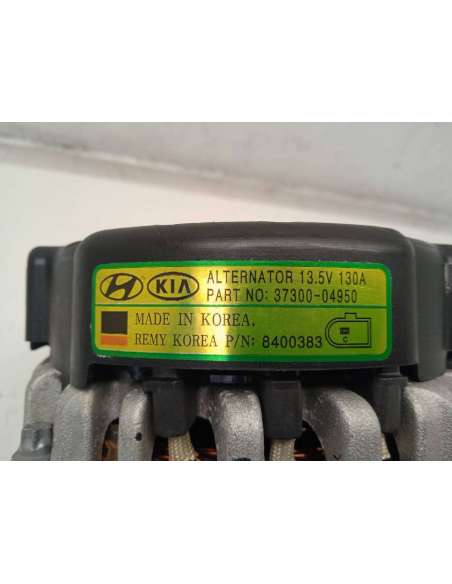 KIA ALTERNATOR 13.5V 130A
PART NO: 37300-04950
MADE IN KOREA.
REMY KOREA P/N: 8400383
C